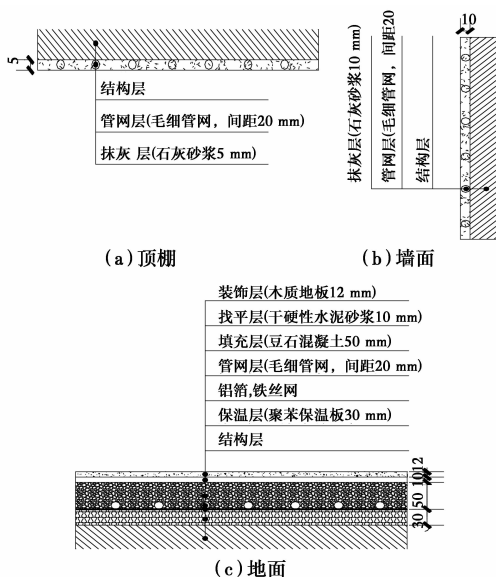 5
结构层
管网层(毛细管网，间距20 mm)
抹灰 层(石灰砂浆5 mm)
(a)顶棚
10
抹灰层(石灰砂浆10 mm)
管网层(毛细管网，间距20
结构层
(b)墙面
装饰层(木质地板12 mm)
找平层(干硬性水泥砂浆10 mm)
填充层(豆石混凝土50 mm)
管网层(毛细管网，间距20 mm)
铝箔,铁丝网
保温层(聚苯保温板30 mm)
结构层
12
10
50
30
(c)地面